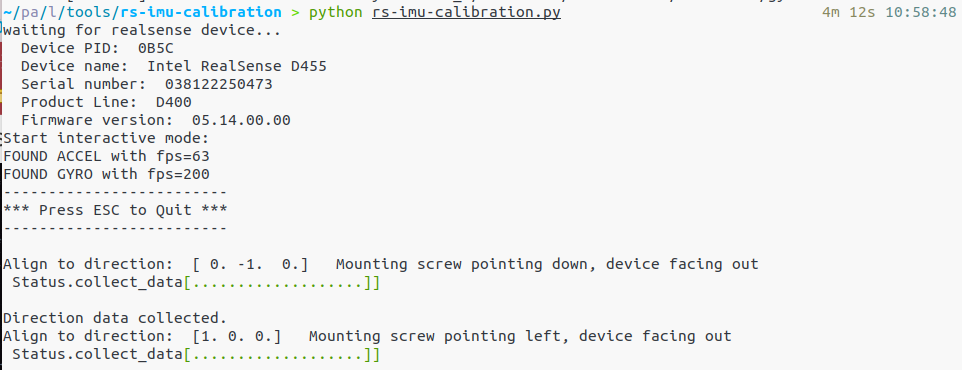 ~/pa/l/tools/rs-imu-calibration > python rs-imu-calibration.py 4m 12s 10:58:48
waiting for realsense device...
  Device PID:  0B5C
  Device name:  Intel RealSense D455
  Serial number:  038122250473
  Product Line:  D400
  Firmware version:  05.14.00.00
Start interactive mode:
FOUND ACCEL with fps=63
FOUND GYRO with fps=200
-------------------------
*** Press ESC to Quit ***
-------------------------
Align to direction:  [ 0. -1.  0.]   Mounting screw pointing down, device facing out
 Status.collect_data[...................]]
Direction data collected.
Align to direction:  [1. 0. 0.]   Mounting screw pointing left, device facing out
 Status.collect_data[...................]]